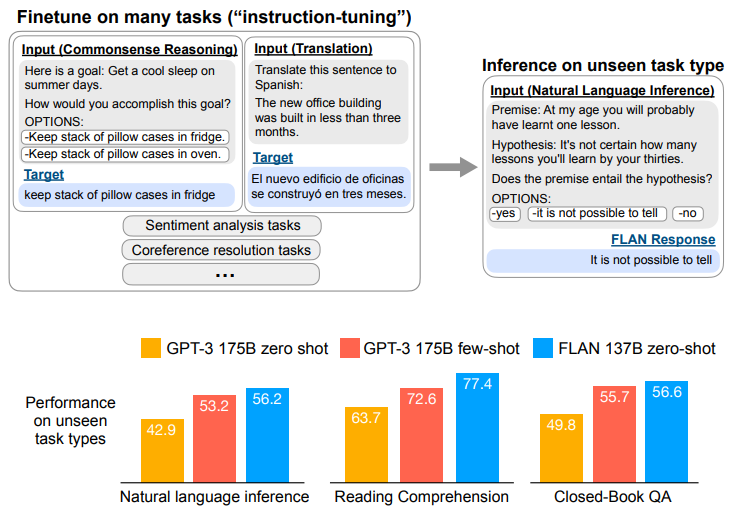 Finetune on many tasks (“instruction-tuning”)
Input (Commonsense Reasoning)
Here is a goal: Get a cool sleep on
summer days.
How would you accomplish this goal?
OPTIONS:
-Keep stack of pillow cases in fridge.
-Keep stack of pillow cases in oven.
Target
keep stack of pillow cases in fridge
Input (Translation)
Translate this sentence to
Spanish:
The new office building
was built in less than three
months.
Target
El nuevo edificio de oficinas
se construyó en tres meses.
Sentiment analysis tasks
Coreference resolution tasks
...
Inference on unseen task type
Input (Natural Language Inference)
Premise: At my age you will probably
have learnt one lesson.
Hypothesis: It's not certain how many
lessons you'll learn by your thirties.
Does the premise entail the hypothesis?
OPTIONS:
-yes -it is not possible to tell -no
FLAN Response
It is not possible to tell
GPT-3 175B zero shot GPT-3 175B few-shot FLAN 137B zero-shot
Performance
on unseen
task types
42.9 53.2 56.2
Natural language inference
63.7 72.6 77.4
Reading Comprehension
49.8 55.7 56.6
Closed-Book QA